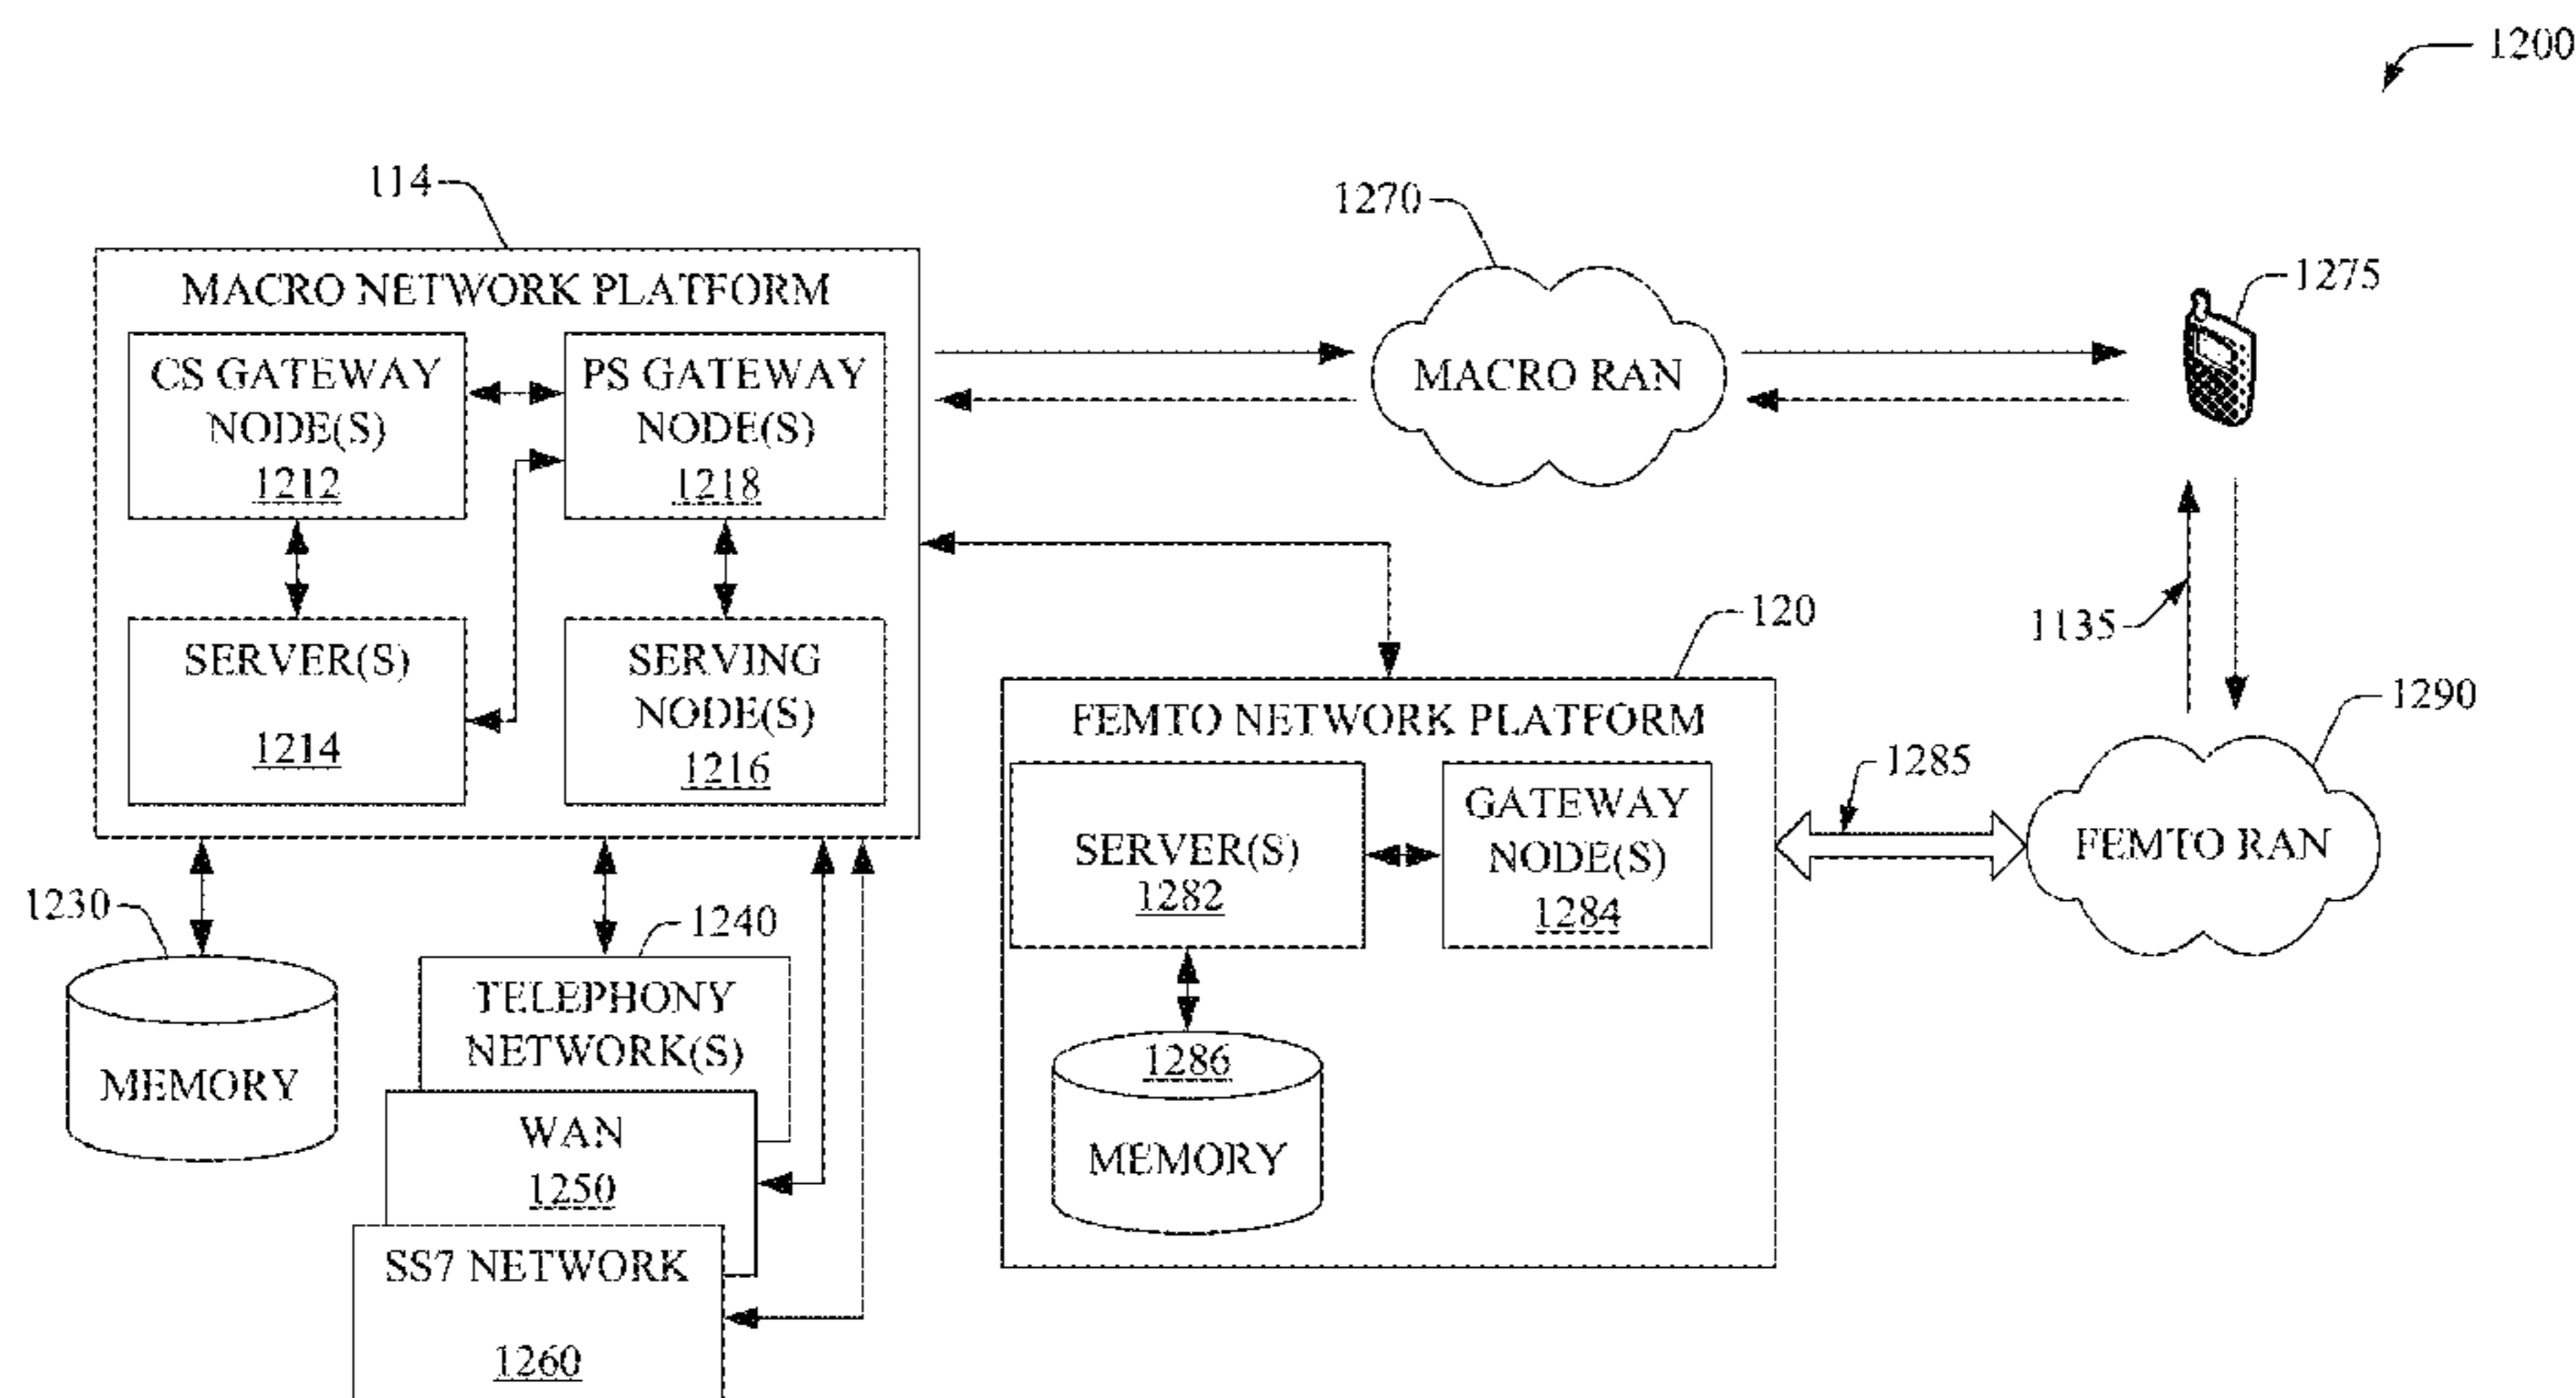 1200
114
1270
1275
MACRO NETWORK PLATFORM
CS GATEWAY
NODE(S)
1212
PS GATEWAY
NODE(S)
1218
MACRO RAN
SERVER(S)
1214
SERVING
NODE(S)
1216
120
1135
1290
FEMTO NETWORK PLATFORM
1285
SERVER(S)
1282
GATEWAY
NODE(S)
1284
FEMTO RAN
1230
1240
MEMORY
TELEPHONY
NETWORK(S)
1286
MEMORY
WAN
1250
SS7 NETWORK
1260